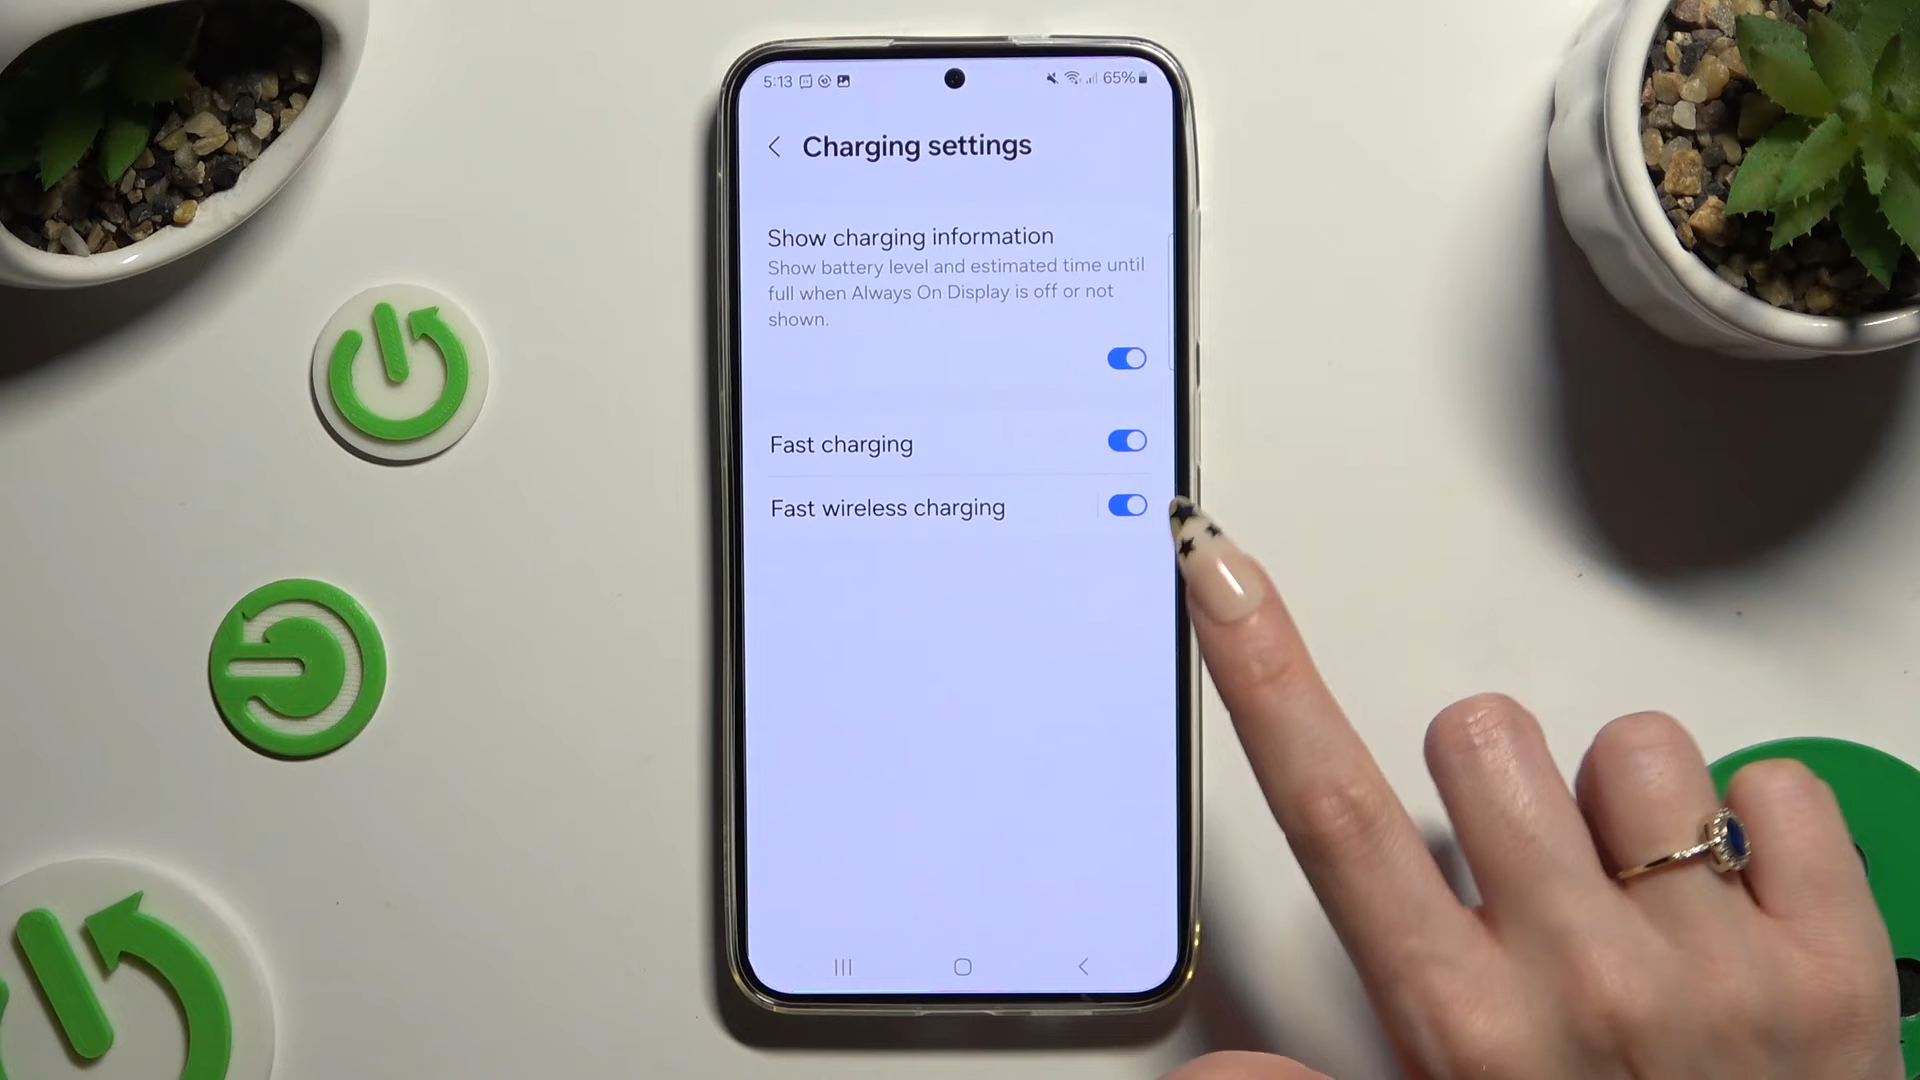 5:13 65%
Charging settings
Show charging information
Show battery level and estimated time until
full when Always On Display is off or not
shown.
Fast charging
Fast wireless charging